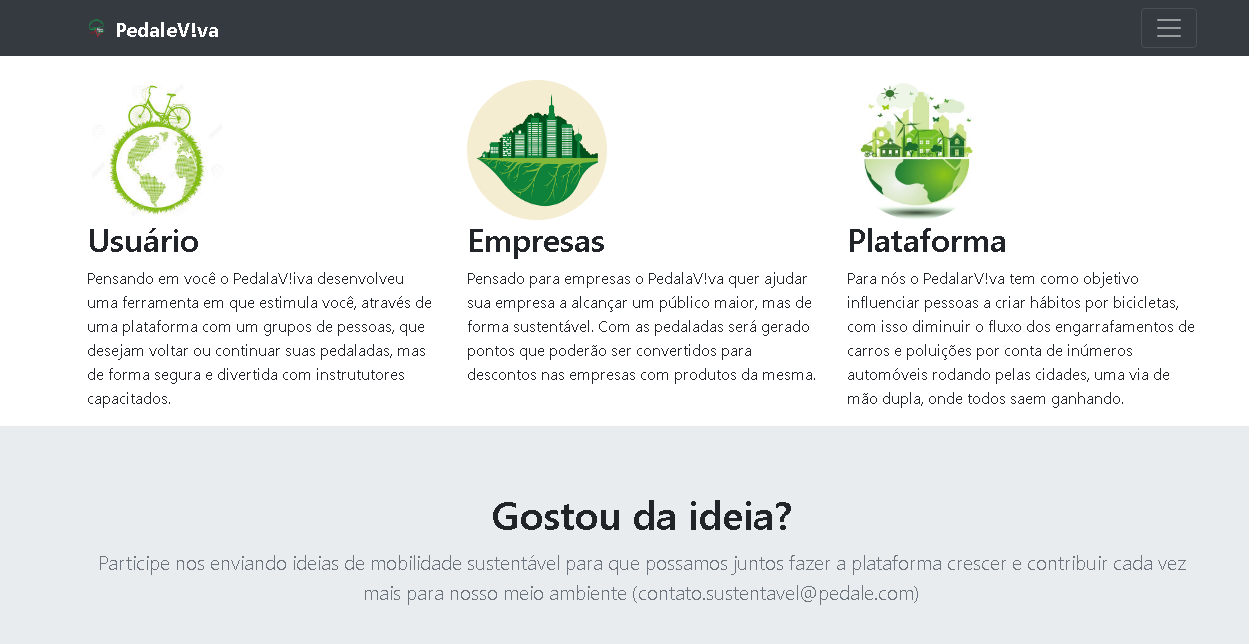 PedaleV!va
Usuário
Pensando em você o PedalaV!iva desenvolveu
uma ferramenta em que estimula você, através de
uma plataforma com um grupos de pessoas, que
desejam voltar ou continuar suas pedaladas, mas
de forma segura e divertida com instrututores
capacitados.
Empresas
Pensado para empresas o PedalaV!va quer ajudar
sua empresa a alcançar um público maior, mas de
forma sustentável. Com as pedaladas será gerado
pontos que poderão ser convertidos para
descontos nas empresas com produtos da mesma.
Plataforma
Para nós o PedalarV!va tem como objetivo
influenciar pessoas a criar hábitos por bicicletas,
com isso diminuir o fluxo dos engarrafamentos de
carros e poluições por conta de inúmeros
automóveis rodando pelas cidades, uma via de
mão dupla, onde todos saem ganhando.
Gostou da ideia?
Participe nos enviando ideias de mobilidade sustentável para que possamos juntos fazer a plataforma crescer e contribuir cada vez
mais para nosso meio ambiente (contato.sustentavel@pedale.com)